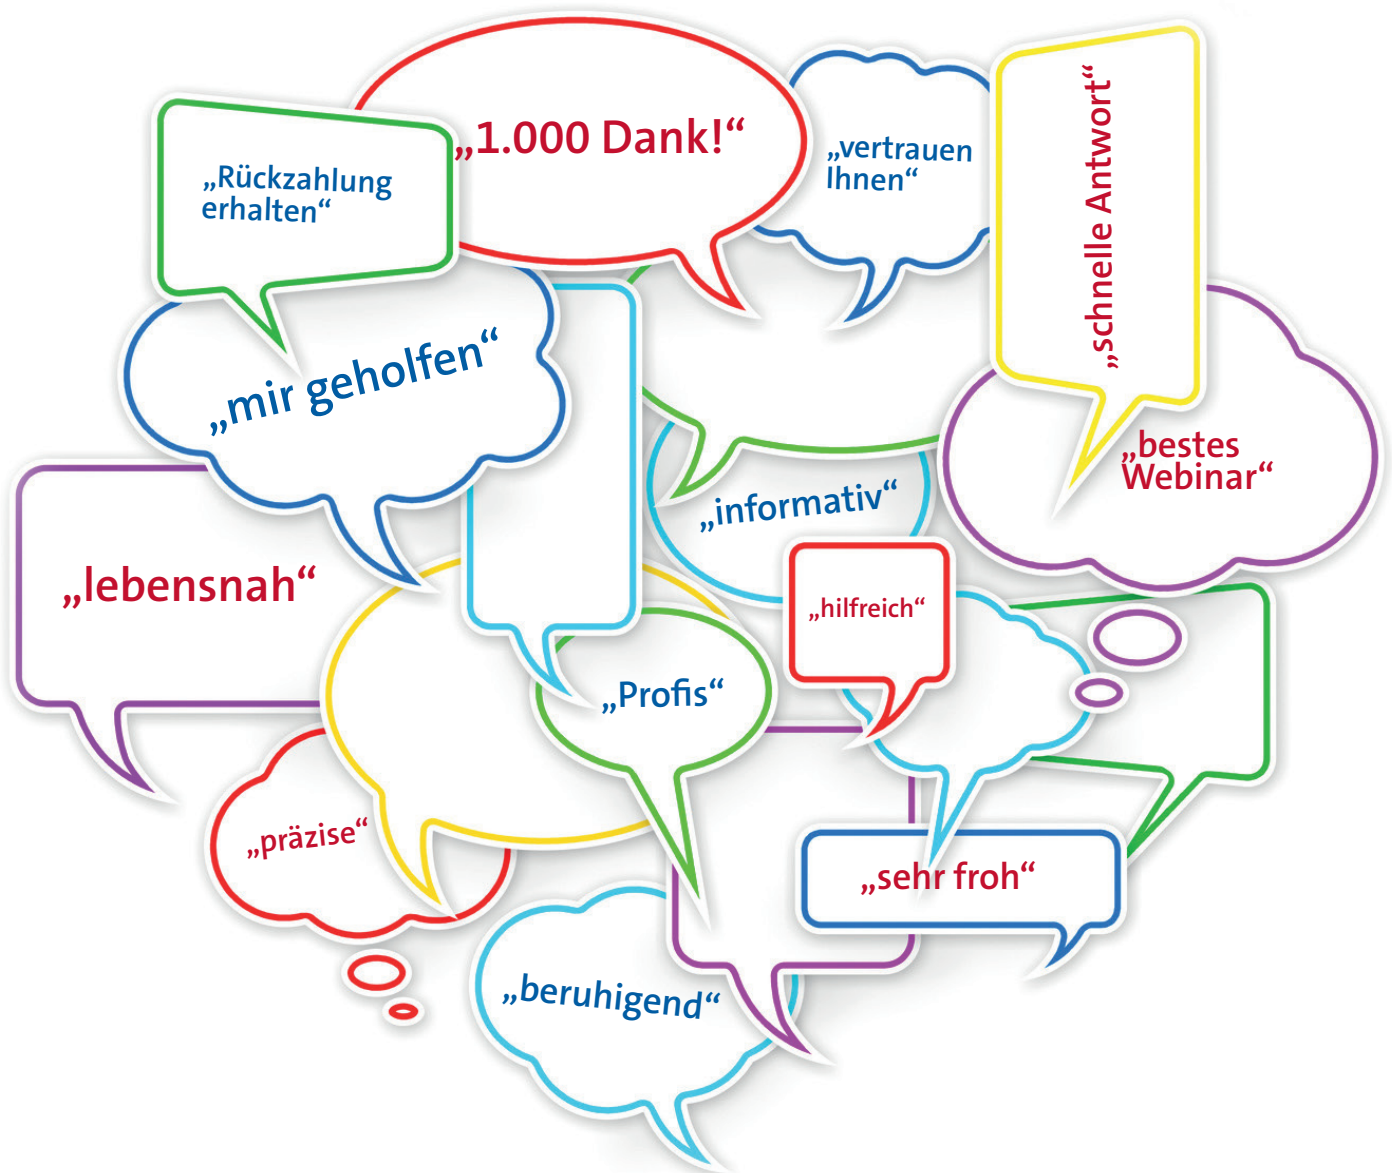 „1.000 Dank!“
„Rückzahlung
erhalten“
„vertrauen
Ihnen“
„schnelle Antwort“
„mir geholfen“
„bestes
Webinar“
„informativ“
„lebensnah“
„hilfreich“
„Profis“
„präzise“
„sehr froh“
„beruhigend“